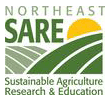 NORTHEAST
SARE
Sustainable Agriculture
Research & Education